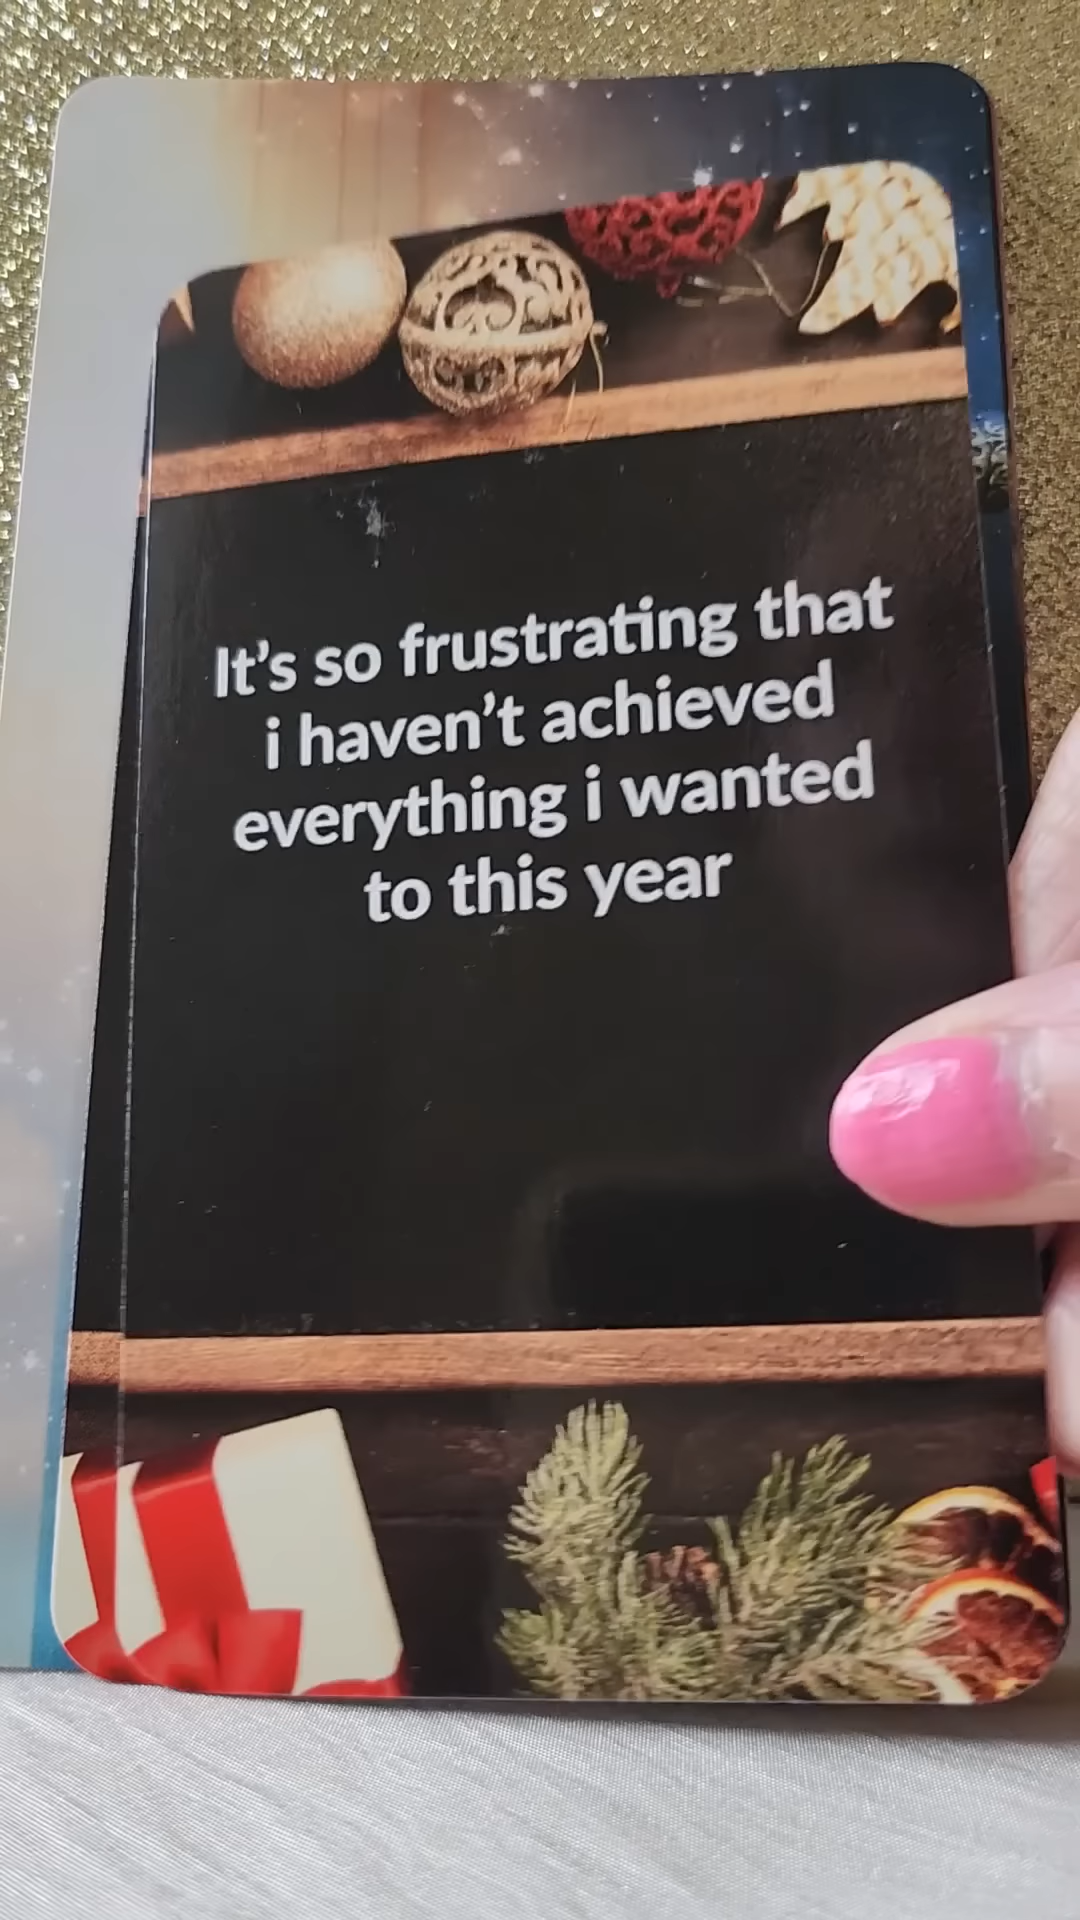 It's so frustrating that
i haven't achieved
everything i wanted
to this year